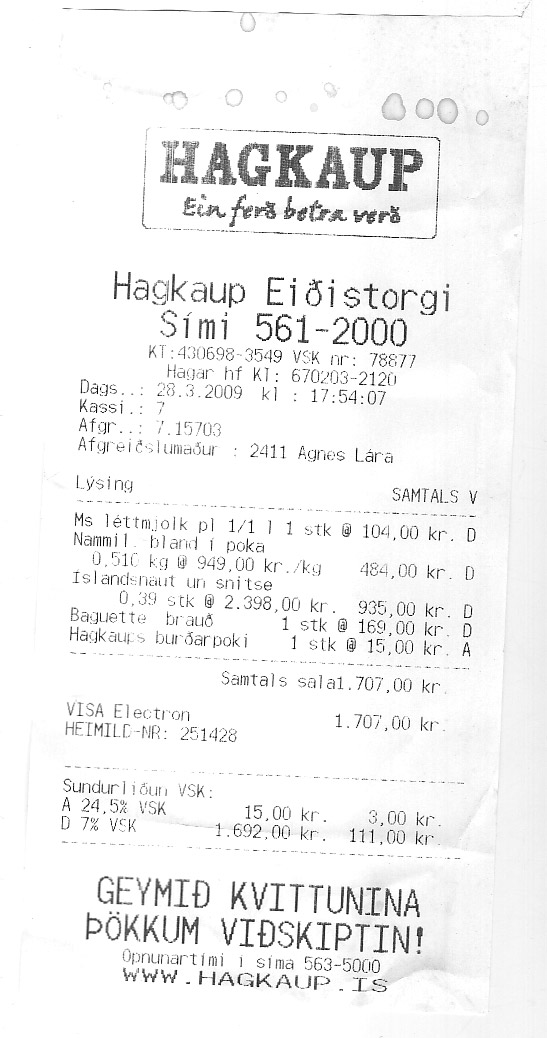 HAGKAUP
Ein ferð betra verð
Hagkaup Eiðistorgi
Sími 561-2000
KT:430698-3549 VSK nr: 78877
Hagar hf KT: 670203-2120
Dags..: 28.3.2009 kl : 17:54:07
Kassi.: 7
Afgr..: 7.15703
Afgreiðslumaður : 2411 Agnes Lára
Lýsing SAMTALS V
Ms léttmjolk pl 1/1 l 1 stk @ 104,00 kr. D
Nammil. bland í poka
0,510 kg @ 949,00 kr./kg 484,00 kr. D
Íslandsnaut un snitse
0,39 stk @ 2.398,00 kr. 935,00 kr. D
Baguette brauð 1 stk @ 169,00 kr. D
Hagkaups burðarpoki 1 stk @ 15,00 kr. A
Samtals sala1.707,00 kr.
VISA Electron 1.707,00 kr.
HEIMILD-NR: 251428
Sundurliðun VSK:
A 24,5% VSK 15,00 kr. 3,00 kr.
D 7% VSK 1.692,00 kr. 111,00 kr.
GEYMIÐ KVITTUNINA
ÞÖKKUM VIÐSKIPTIN!
Opnunartími í síma 563-5000
WWW.HAGKAUP.IS